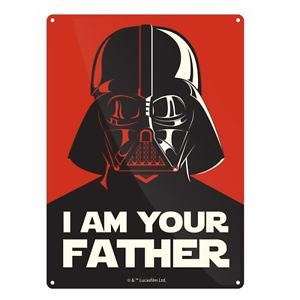 I AM YOUR
FATHER
© & ™ Lucasfilm Ltd.